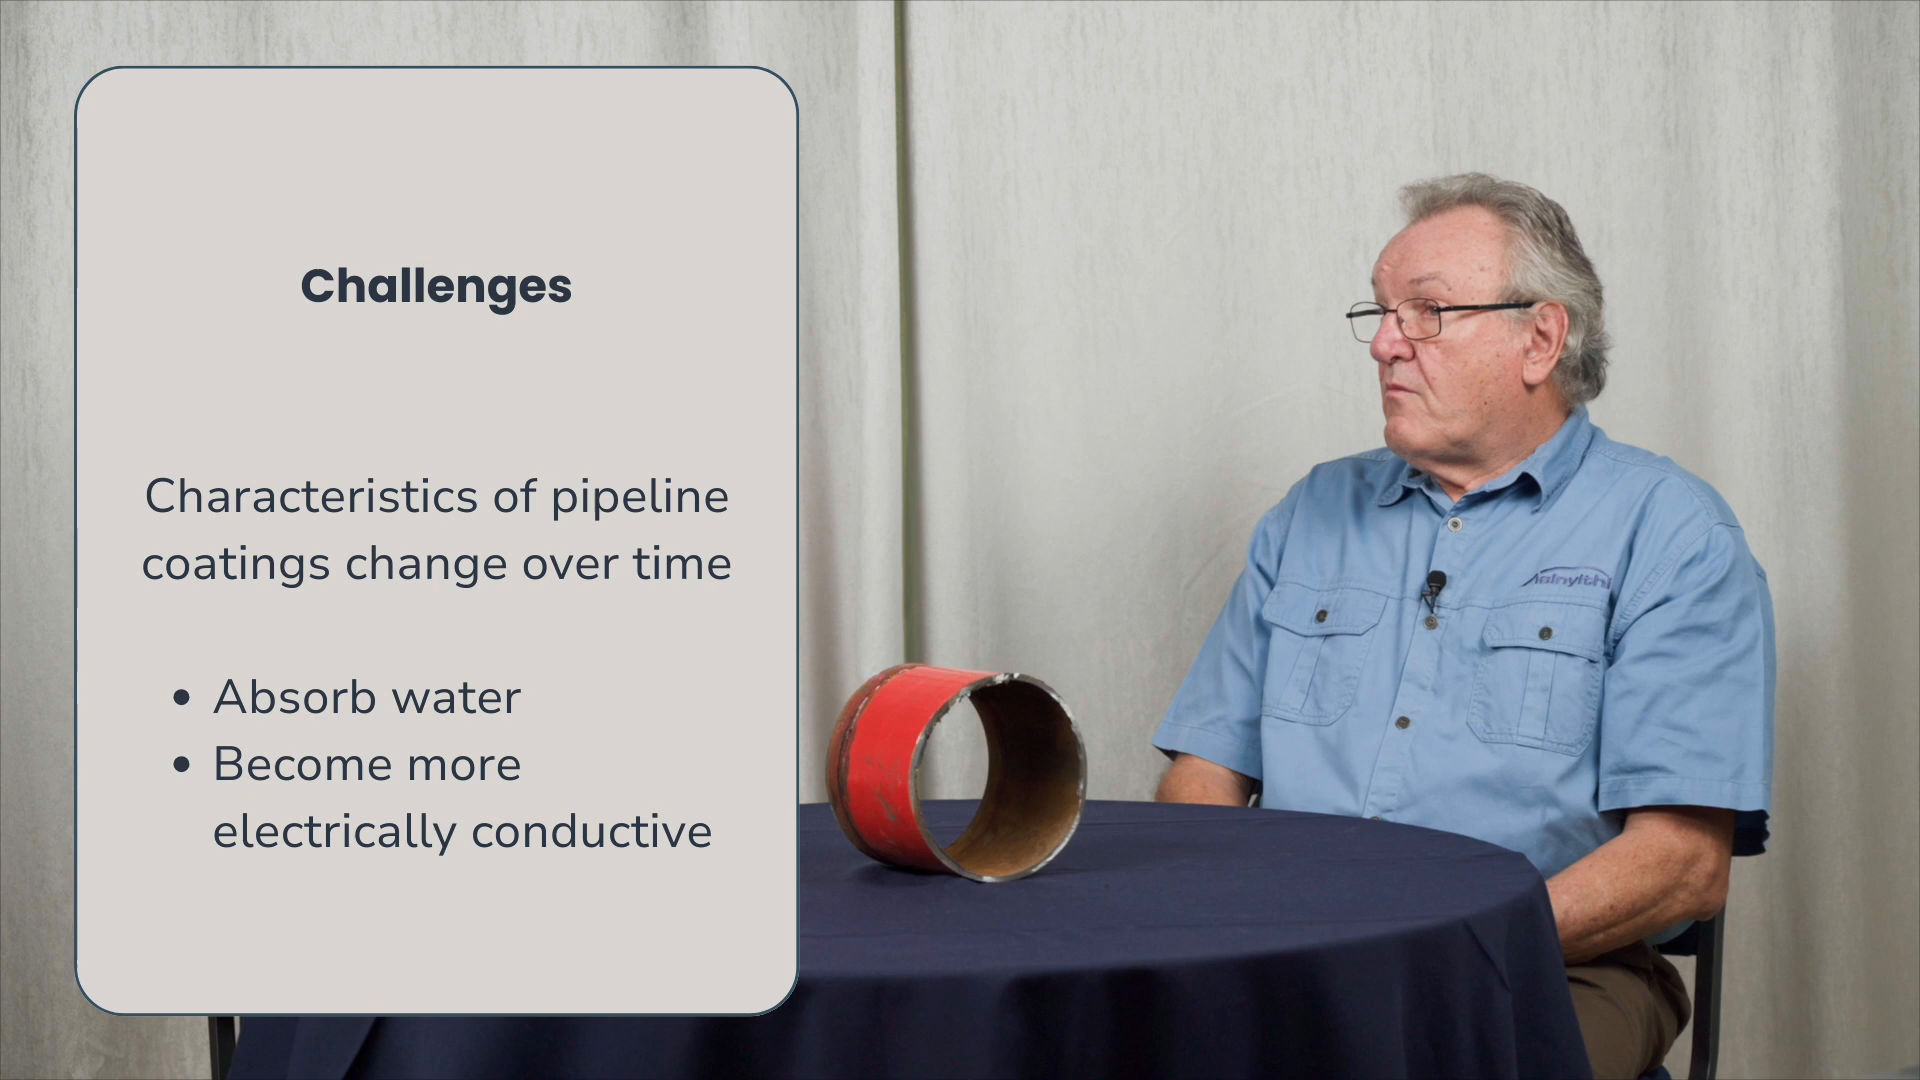 Challenges
Characteristics of pipeline
coatings change over time
• Absorb water
• Become more
electrically conductive